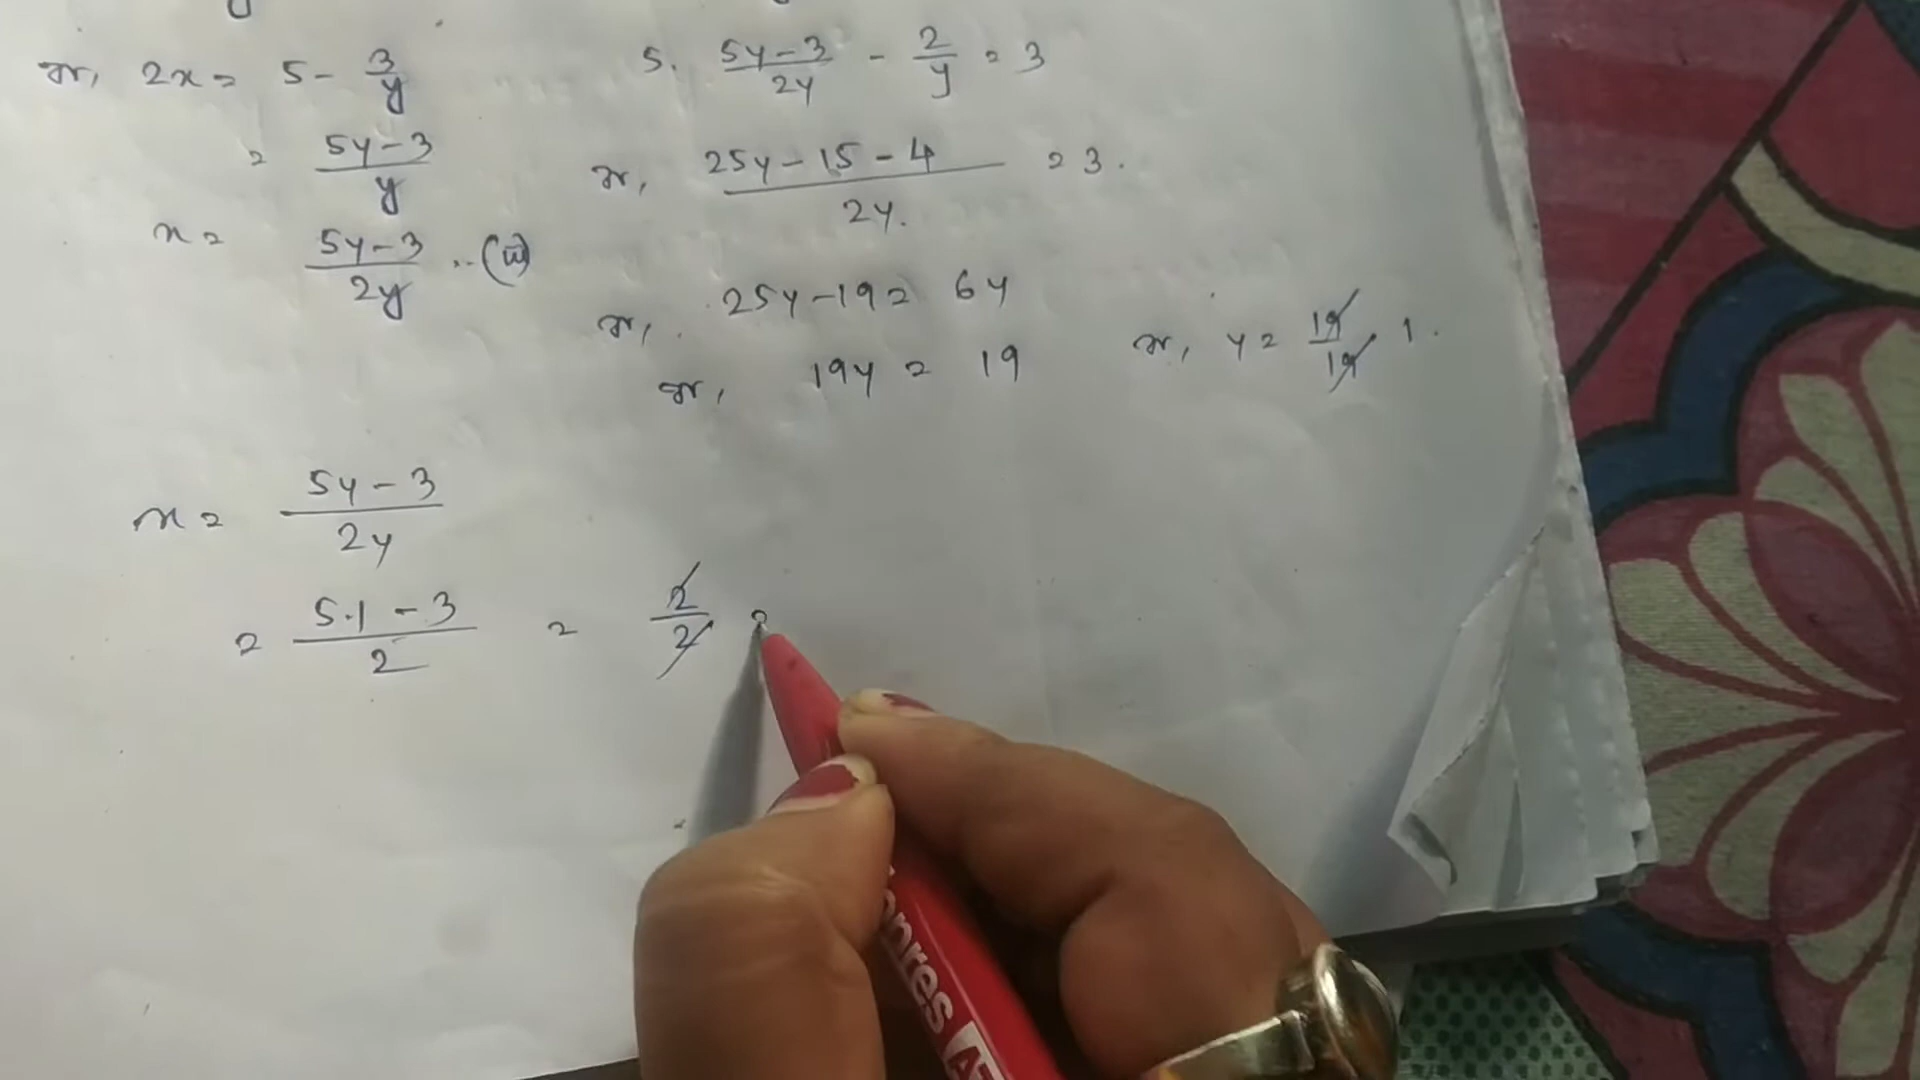 বা, 2x = 5 - 3/y
= (5y-3)/y
x = (5y-3)/2y ..(iii)
5. (5y-3)/2y - 2/y = 3
বা, (25y-15-4)/2y = 3.
বা, 25y-19 = 6y
বা, 19y = 19
বা, y = 19/19 1.
x = (5y-3)/2y
= (5.1-3)/2 = 2/2 =